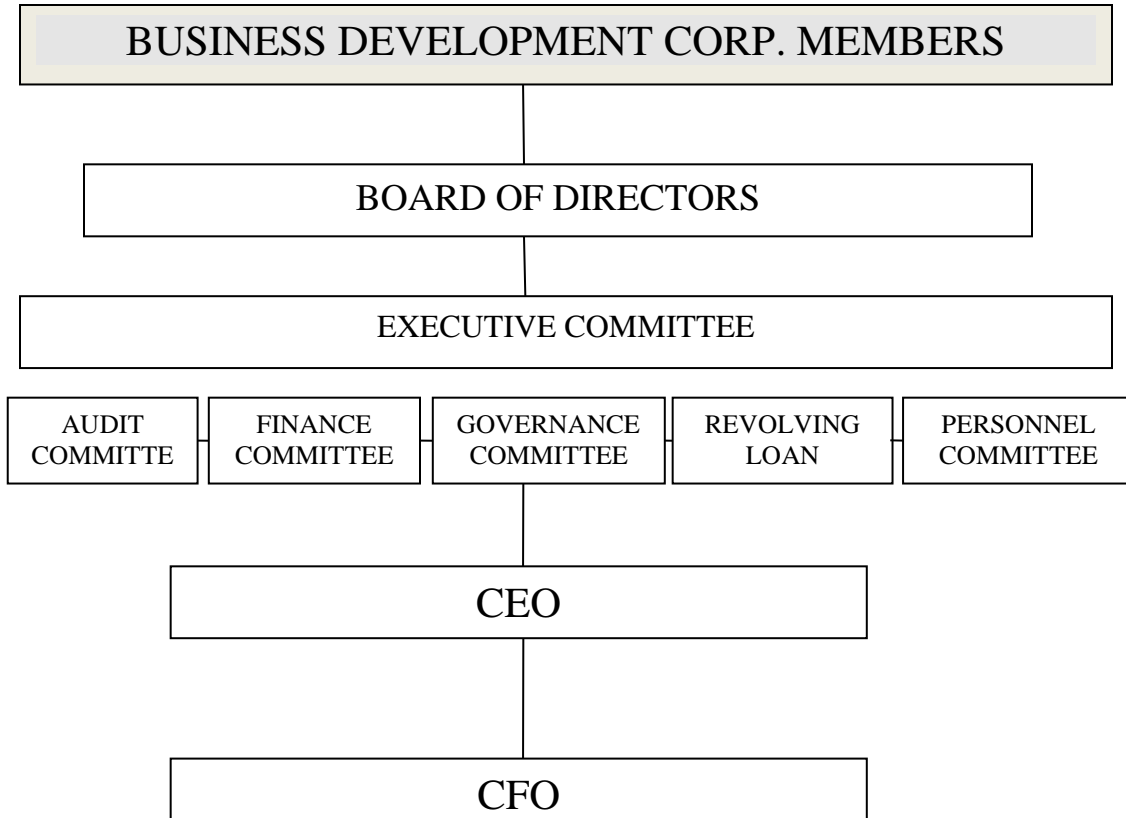 BUSINESS DEVELOPMENT CORP. MEMBERS
BOARD OF DIRECTORS
EXECUTIVE COMMITTEE
AUDIT
COMMITTE
FINANCE
COMMITTEE
GOVERNANCE
COMMITTEE
REVOLVING
LOAN
PERSONNEL
COMMITTEE
CEO
CFO